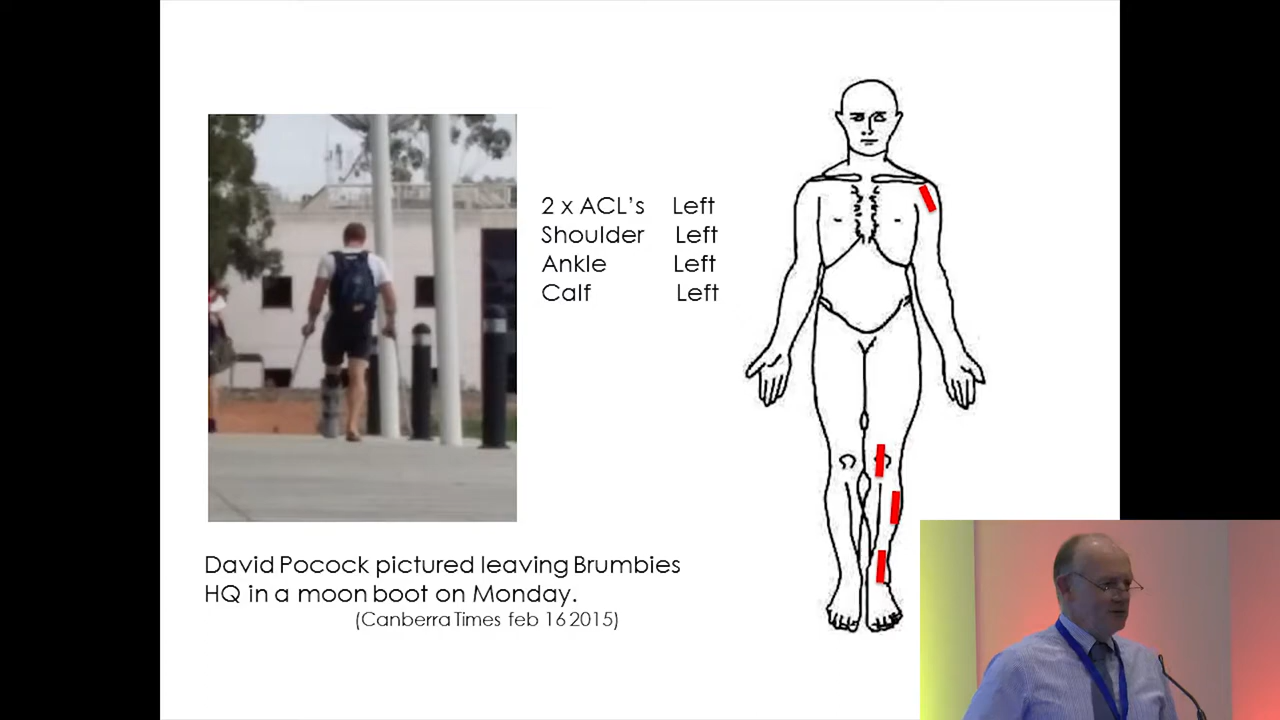 2 x ACL's Left
Shoulder Left
Ankle Left
Calf Left
David Pocock pictured leaving Brumbies
HQ in a moon boot on Monday.
(Canberra Times feb 16 2015)